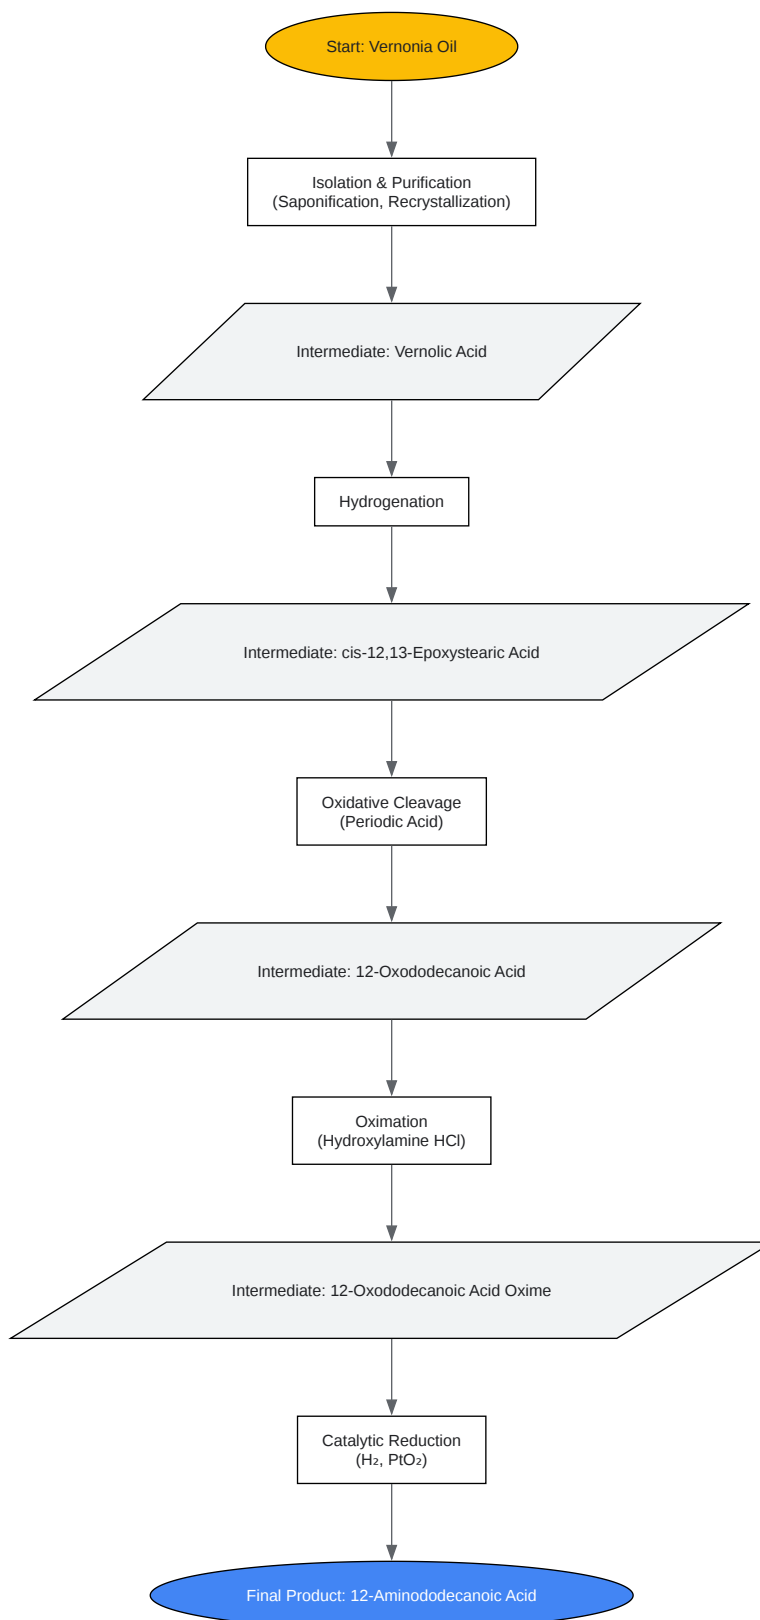 Start: Vernonia Oil
Isolation & Purification
(Saponification, Recrystallization)
Intermediate: Vernolic Acid
Hydrogenation
Intermediate: cis-12,13-Epoxystearic Acid
Oxidative Cleavage
(Periodic Acid)
Intermediate: 12-Oxododecanoic Acid
Oximation
(Hydroxylamine HCl)
Intermediate: 12-Oxododecanoic Acid Oxime
Catalytic Reduction
(H₂, PtO₂)
Final Product: 12-Aminododecanoic Acid